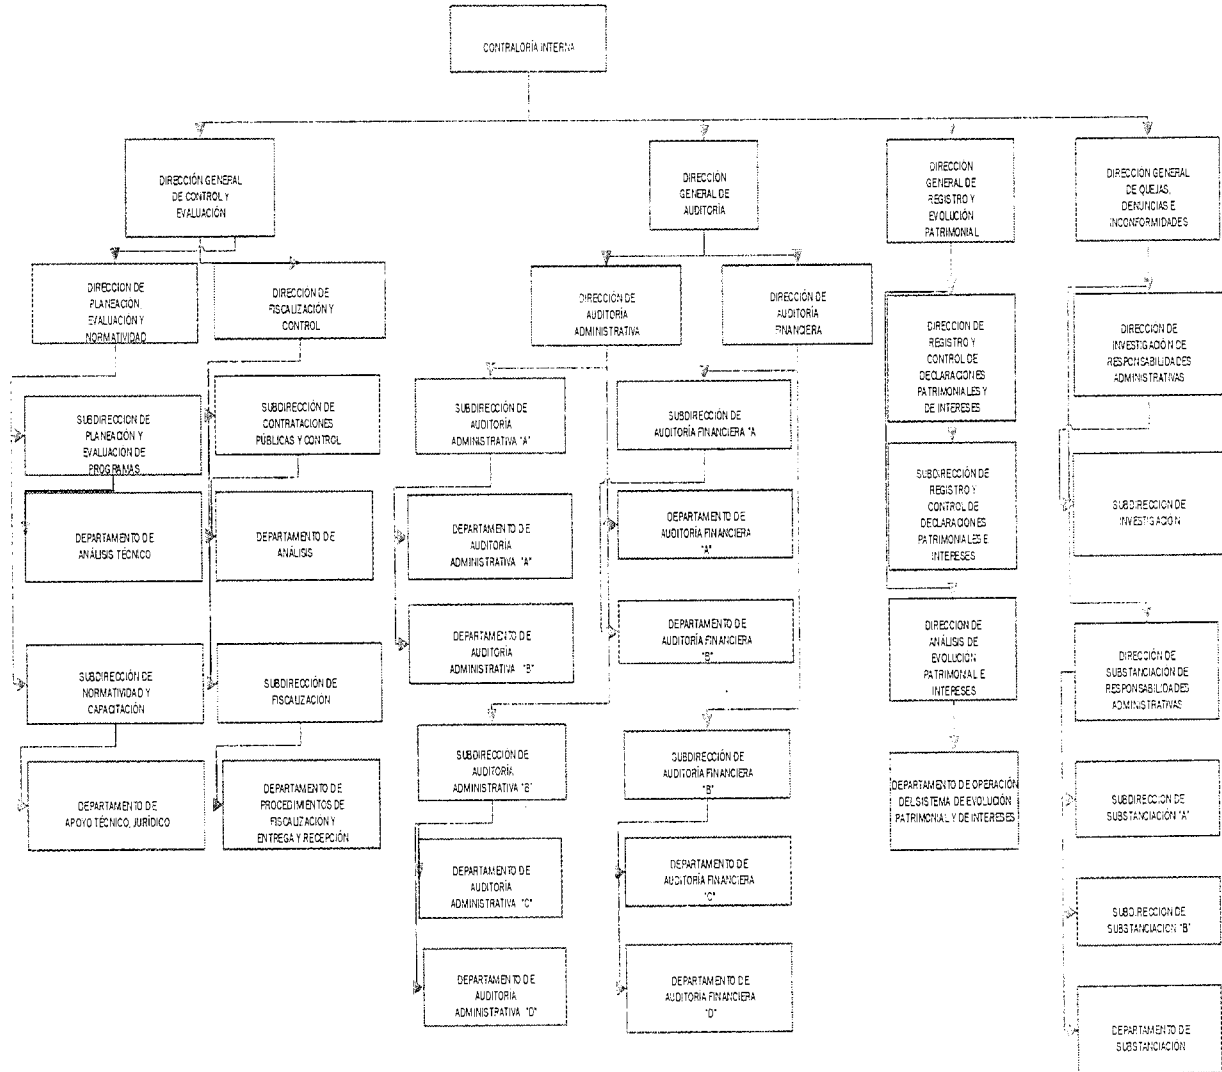 CONTRALORÍA INTERNA
DIRECCIÓN GENERAL
DE CONTROL Y
EVALUACIÓN
DIRECCIÓN
GENERAL DE
AUDITORÍA
DIRECCION
GENERAL DE
REGISTRO Y
EVOLUCIÓN
PATRIMONIAL
DIRECCIÓN GENERAL
DE QUEJAS,
DENUNCIAS E
INCONFORMIDADES
DIRECCION DE
PLANEACIÓN,
EVALUACIÓN Y
NORMATIVIDAD
DIRECCION DE
FISCALIZACIÓN Y
CONTROL
DIRECCIÓN DE
AUDITORÍA
ADMINISTRATIVA
DIRECCIÓN DE
AUDITORÍA
FINANCIERA
DIRECCION DE
REGISTRO Y
CONTROL DE
DECLARACIONES
PATRIMONIALES Y
DE INTERESES
DIRECCIÓN DE
INVESTIGACIÓN DE
RESPONSABILIDADES
ADMINISTRATIVAS
SUBDIRECCION DE
PLANEACIÓN Y
EVALUACIÓN DE
PROGRAMAS
SUBDIRECCIÓN DE
CONTRATACIONES
PÚBLICAS Y CONTROL
SUBDIRECCIÓN DE
AUDITORÍA
ADMINISTRATIVA "A"
SUBDIRECCIÓN DE
AUDITORÍA FINANCIERA "A
SUBDIRECCIÓN DE
REGISTRO Y
CONTROL DE
DECLARACIONES
PATRIMONIALES E
INTERESES
SUBDIRECCIÓN DE
INVESTIGACIÓN
DEPARTAMENTO DE
ANÁLISIS TÉCNICO
DEPARTAMENTO DE
ANÁLISIS
DEPARTAMENTO DE
AUDITORÍA
ADMINISTRATIVA "A"
DEPARTAMENTO DE
AUDITORÍA FINANCIERA
"A"
DEPARTAMENTO DE
AUDITORÍA
ADMINISTRATIVA "B"
DEPARTAMENTO DE
AUDITORÍA FINANCIERA
"B"
DIRECCION DE
ANÁLISIS DE
EVOLUCIÓN
PATRIMONIAL E
INTERESES
DIRECCIÓN DE
SUBSTANCIACIÓN DE
RESPONSABILIDADES
ADMINISTRATIVAS
SUBDIRECCIÓN DE
NORMATIVIDAD Y
CAPACITACIÓN
SUBDIRECCIÓN DE
FISCALIZACIÓN
SUBDIRECCIÓN DE
AUDITORÍA
ADMINISTRATIVA "B"
SUBDIRECCIÓN DE
AUDITORÍA FINANCIERA
"B"
DEPARTAMENTO DE OPERACIÓN
DEL SISTEMA DE EVOLUCIÓN
PATRIMONIAL Y DE INTERESES
SUBDIRECCION DE
SUBSTANCIACIÓN "A"
DEPARTAMENTO DE
APOYO TÉCNICO, JURÍDICO
DEPARTAMENTO DE
PROCEDIMIENTOS DE
FISCALIZACIÓN Y
ENTREGA Y RECEPCIÓN
DEPARTAMENTO DE
AUDITORÍA
ADMINISTRATIVA "C"
DEPARTAMENTO DE
AUDITORÍA FINANCIERA
"C"
SUBDIRECCION DE
SUBSTANCIACION "B"
DEPARTAMENTO DE
AUDITORÍA
ADMINISTRATIVA "D"
DEPARTAMENTO DE
AUDITORÍA FINANCIERA
"D"
DEPARTAMENTO DE
SUBSTANCIACIÓN